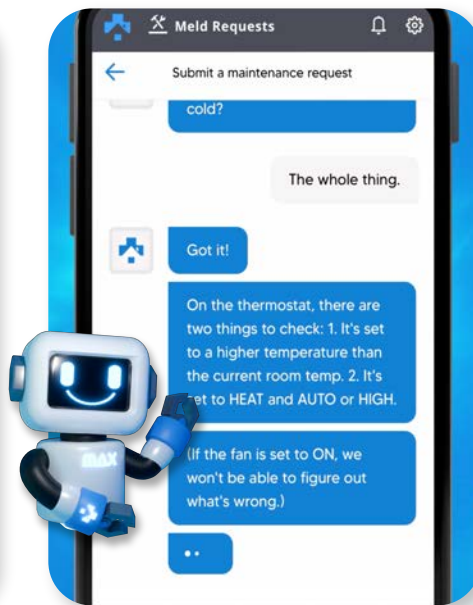 Meld Requests
Submit a maintenance request
cold?
The whole thing.
Got it!
On the thermostat, there are
two things to check: 1. It's set
to a higher temperature than
the current room temp. 2. It's
set to HEAT and AUTO or HIGH.
(If the fan is set to ON, we
won't be able to figure out
what's wrong.)
MAX